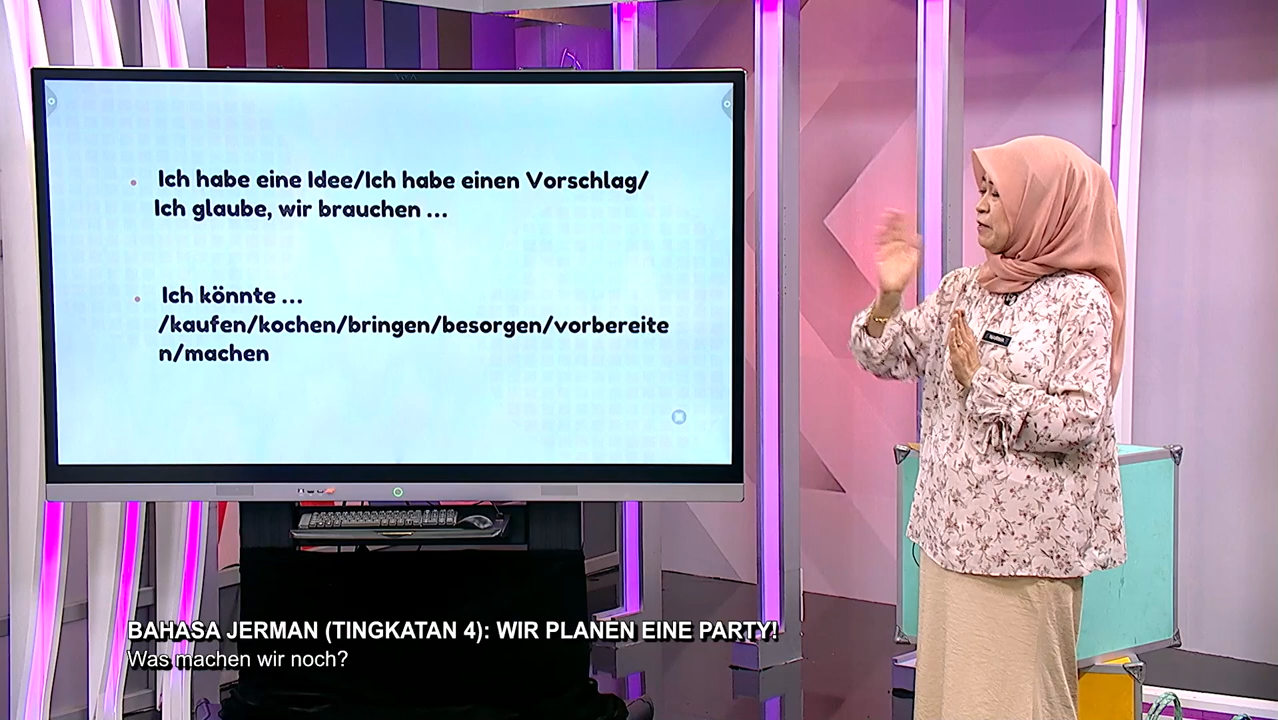 Ich habe eine Idee/Ich habe einen Vorschlag/
Ich glaube, wir brauchen ...
Ich könnte ...
/kaufen/kochen/bringen/besorgen/vorbereite
n/machen
BAHASA JERMAN (TINGKATAN 4): WIR PLANEN EINE PARTY!
Was machen wir noch?